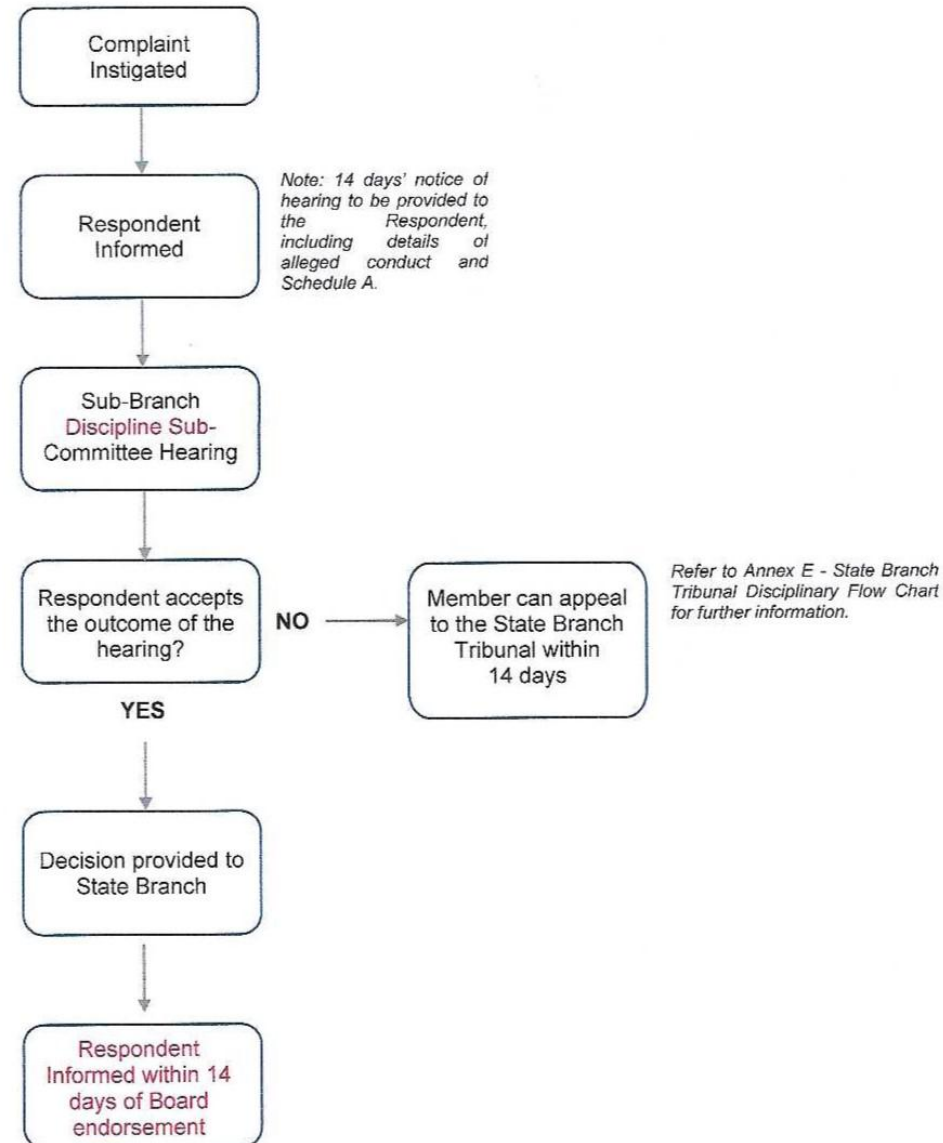 Complaint
Instigated
Respondent
Informed
Note: 14 days' notice of
hearing to be provided to
the Respondent,
including details of
alleged conduct and
Schedule A.
Sub-Branch
Discipline Sub-
Committee Hearing
Respondent accepts
the outcome of the
hearing?
NO
Member can appeal
to the State Branch
Tribunal within
14 days
Refer to Annex E - State Branch
Tribunal Disciplinary Flow Chart
for further information.
YES
Decision provided to
State Branch
Respondent
Informed within 14
days of Board
endorsement